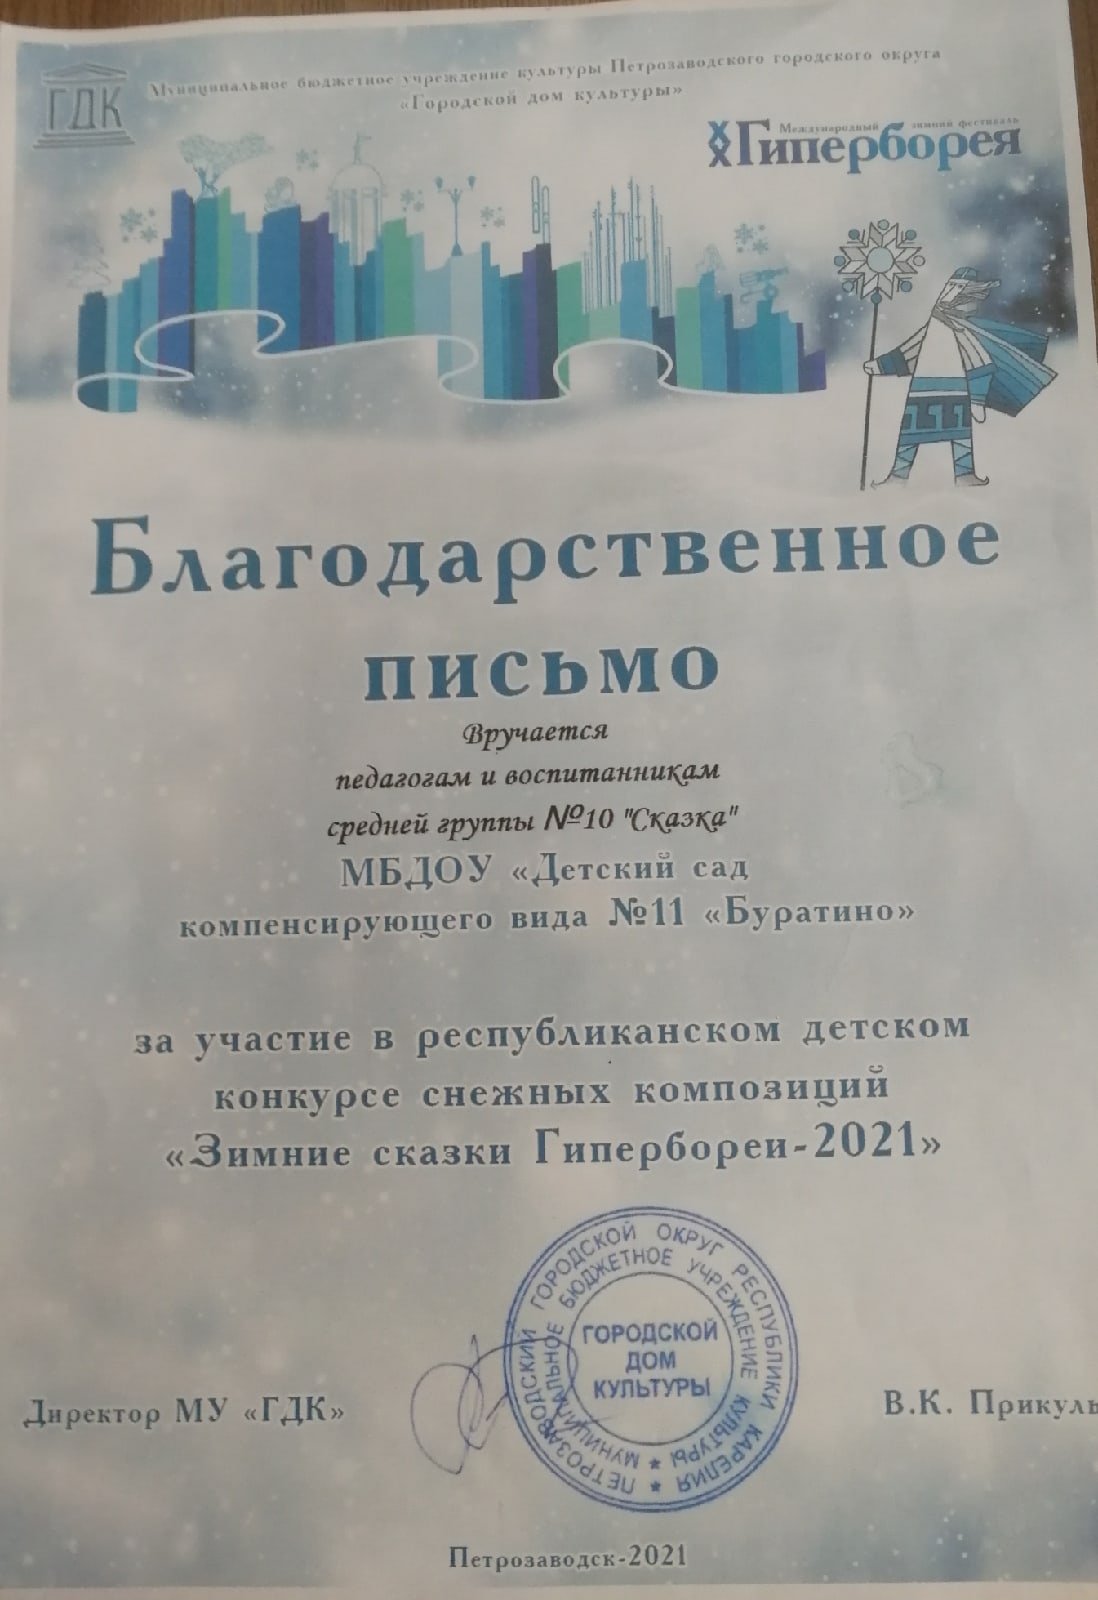 ГДК
Муниципальное бюджетное учреждение культуры Петрозаводского городского округа
«Городской дом культуры»
Международный зимний фестиваль
Гиперборея
Благодарственное
письмо
Вручается
педагогам и воспитанникам
средней группы №10 "Сказка"
МБДОУ «Детский сад
компенсирующего вида №11 «Буратино»
за участие в республиканском детском
конкурсе снежных композиций
«Зимние сказки Гипербореи-2021»
ПЕТРОЗАВОДСКИЙ ГОРОДСКОЙ ОКРУГ РЕСПУБЛИКИ КАРЕЛИЯ
МУНИЦИПАЛЬНОЕ БЮДЖЕТНОЕ УЧРЕЖДЕНИЕ КУЛЬТУРЫ
ГОРОДСКОЙ
ДОМ
КУЛЬТУРЫ
Директор МУ «ГДК»
В.К. Прикуль
Петрозаводск-2021